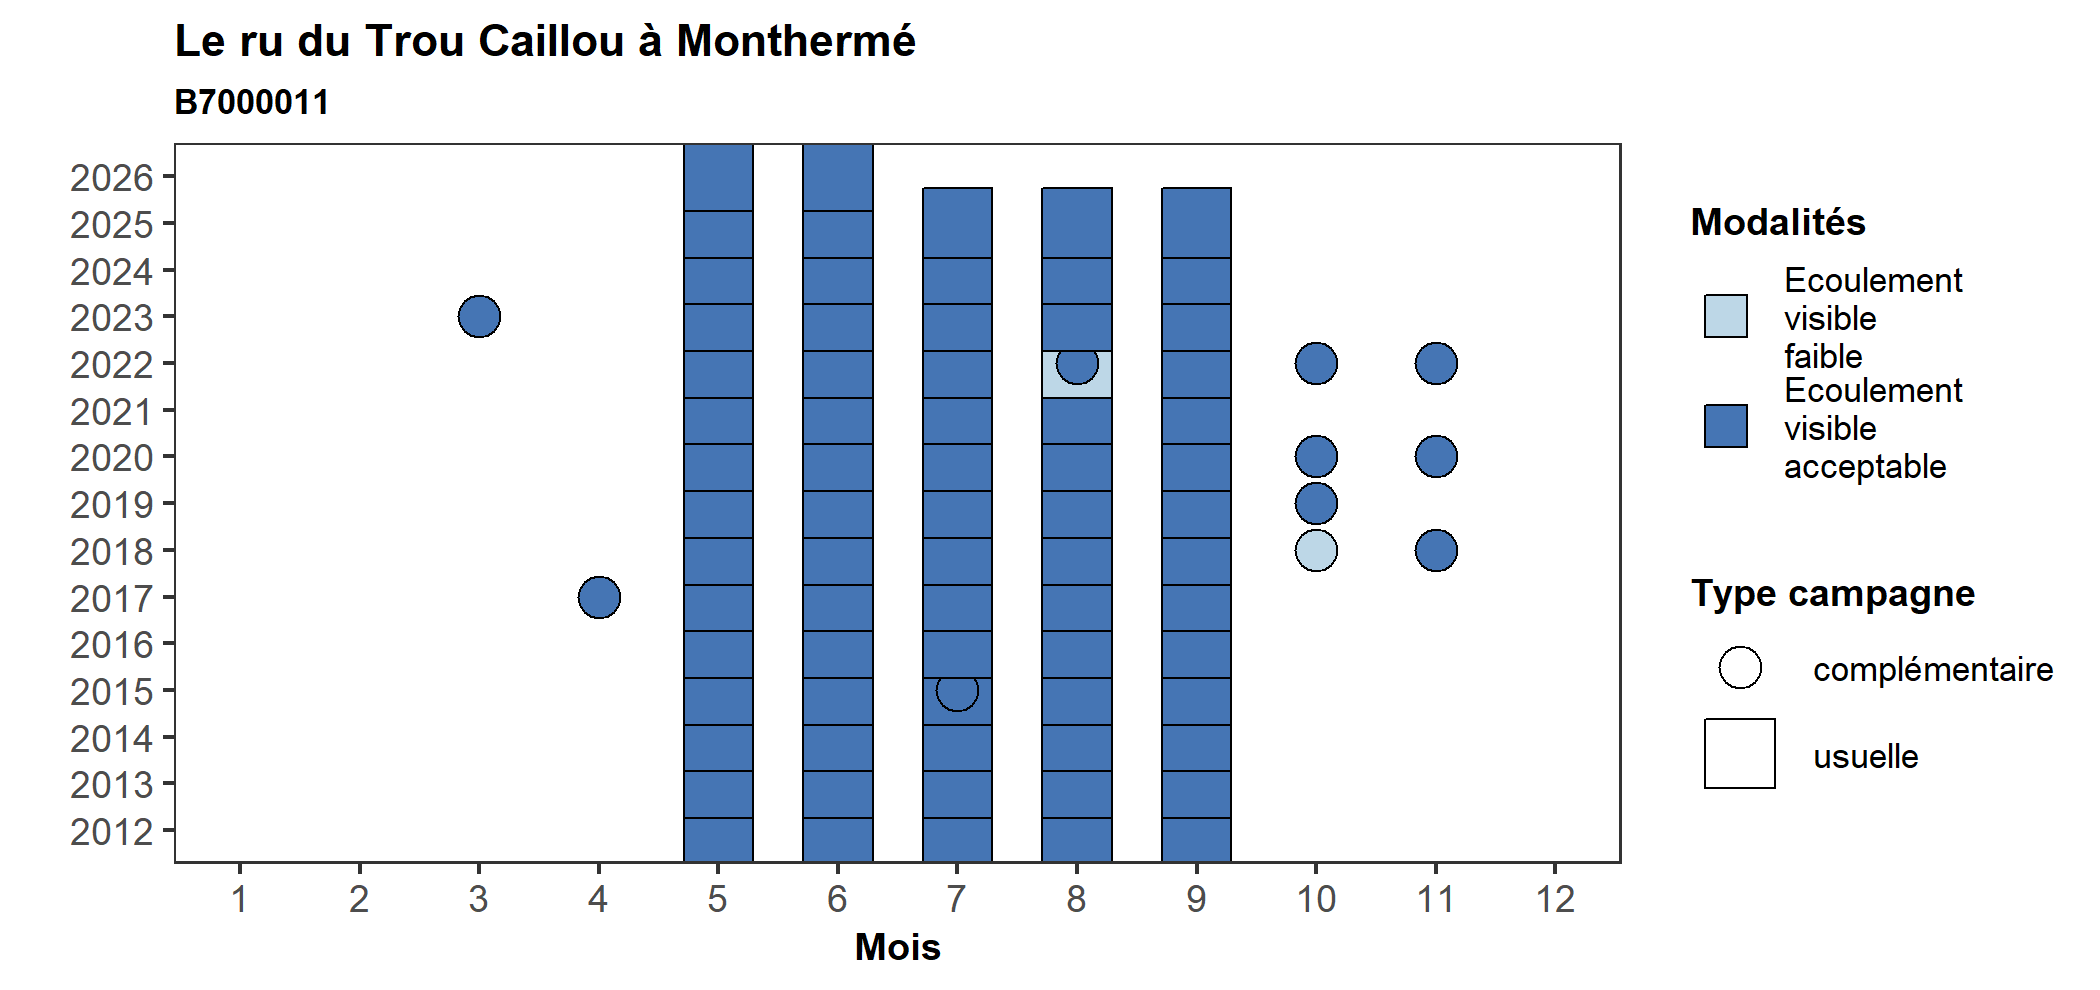 Le ru du Trou Caillou à Monthermé
B7000011
2026
2025
2024
2023
2022
2021
2020
2019
2018
2017
2016
2015
2014
2013
2012
1 2 3 4 5 6 7 8 9 10 11 12
Mois
Modalités
Ecoulement
visible
faible
Ecoulement
visible
acceptable
Type campagne
complémentaire
usuelle